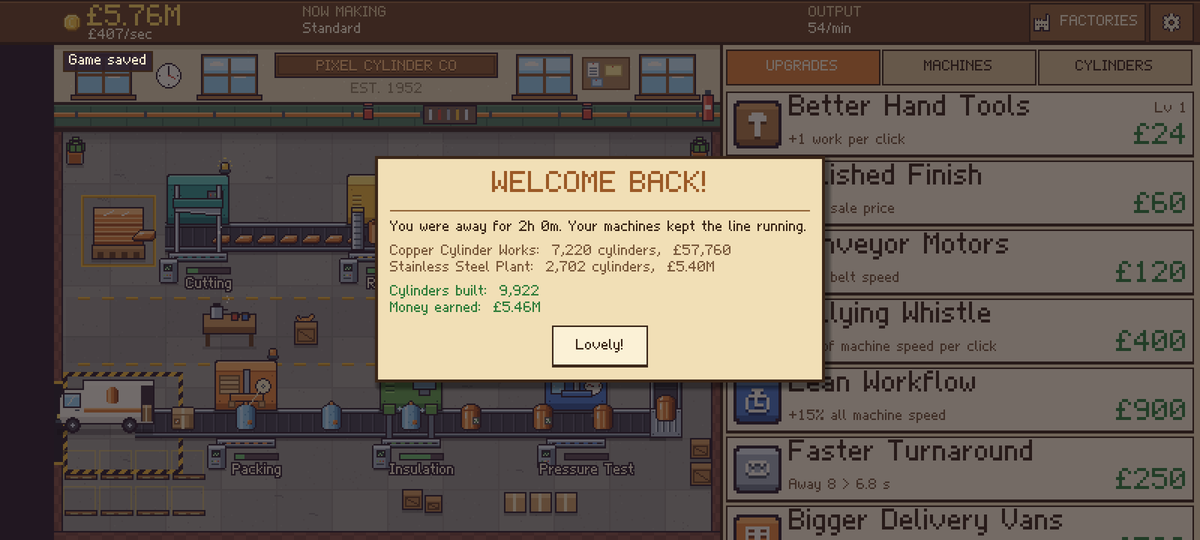 £5.76M
£407/sec
NOW MAKING
Standard
OUTPUT
54/min
FACTORIES
Game saved
PIXEL CYLINDER CO
EST. 1952
UPGRADES
MACHINES
CYLINDERS
Better Hand Tools
Lv 1
+1 work per click
£24
sale price
£60
belt speed
£120
Whistle
machine speed per click
£400
Workflow
+15% all machine speed
£900
Faster Turnaround
Away 8 > 6.8 s
£250
Bigger Delivery Vans
WELCOME BACK!
You were away for 2h 0m. Your machines kept the line running.
Copper Cylinder Works: 7,220 cylinders, £57,760
Stainless Steel Plant: 2,702 cylinders, £5.40M
Cylinders built: 9,922
Money earned: £5.46M
Lovely!
Cutting
Packing
Insulation
Pressure Test